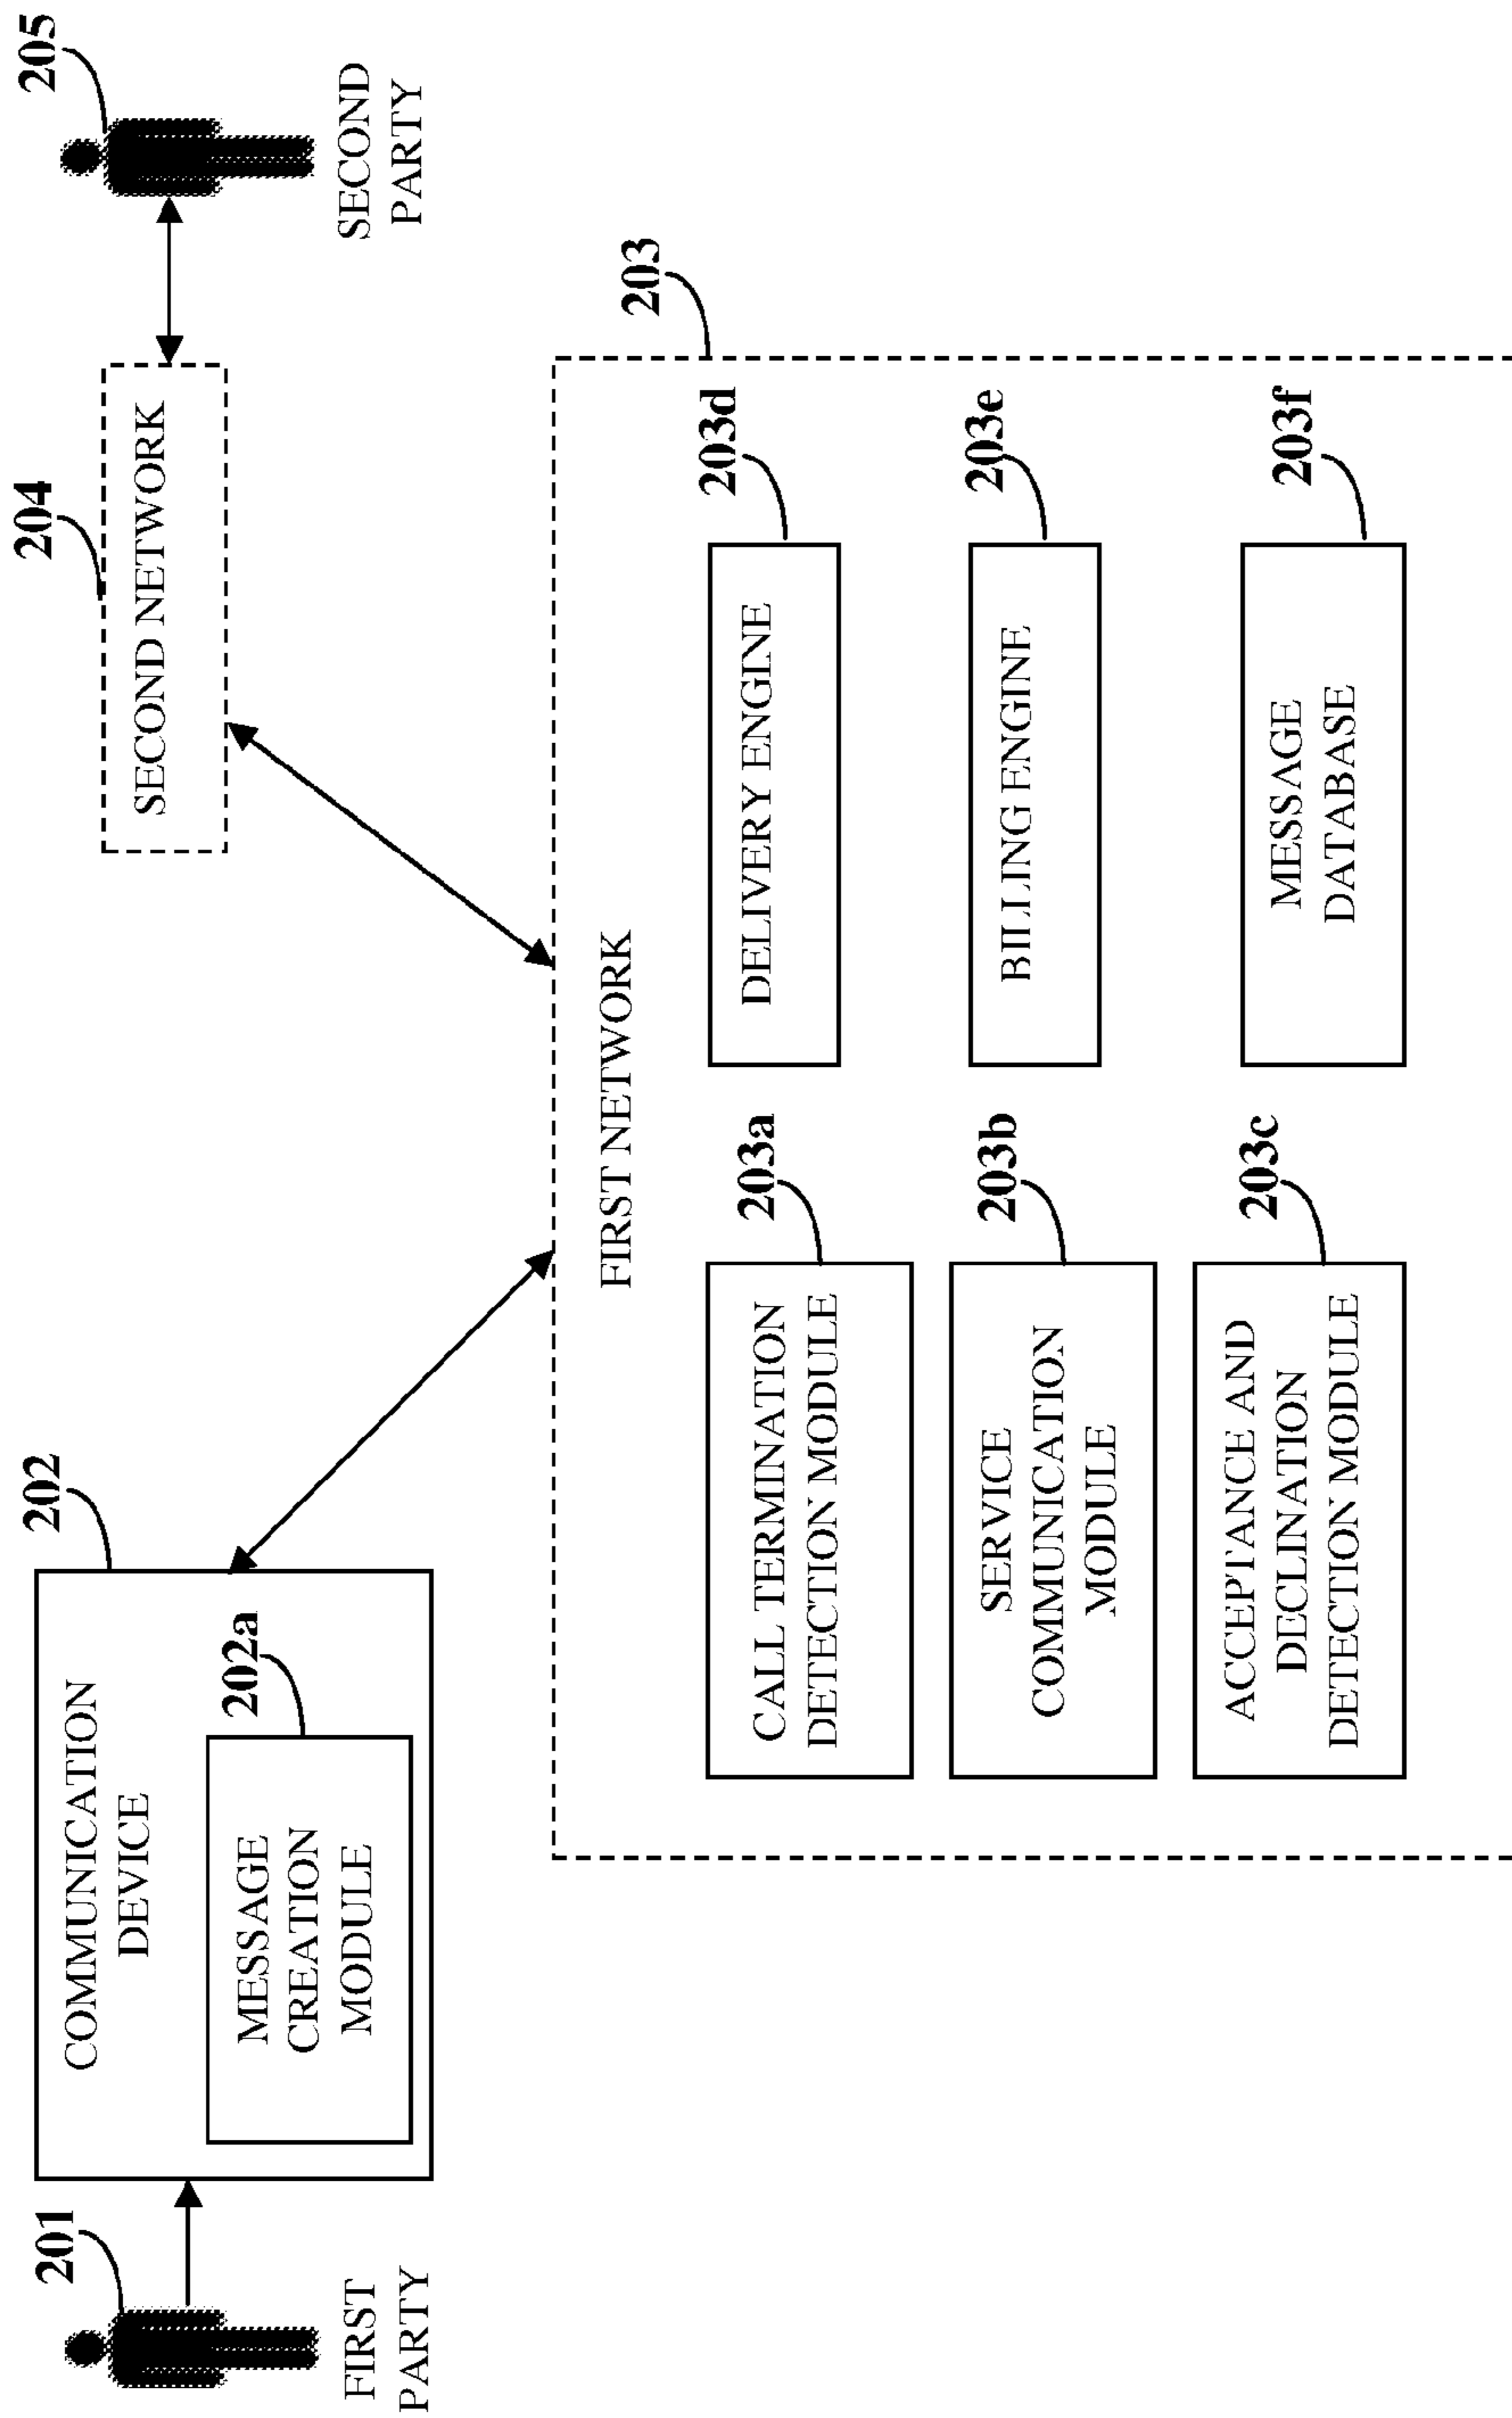 201
FIRST
PARTY
202
COMMUNICATION
DEVICE
202a
MESSAGE
CREATION
MODULE
204
SECOND NETWORK
205
SECOND
PARTY
203
FIRST NETWORK
203a
CALL TERMINATION
DETECTION MODULE
203d
DELIVERY ENGINE
203b
SERVICE
COMMUNICATION
MODULE
203e
BILLING ENGINE
203c
ACCEPTANCE AND
DECLINATION
DETECTION MODULE
203f
MESSAGE
DATABASE